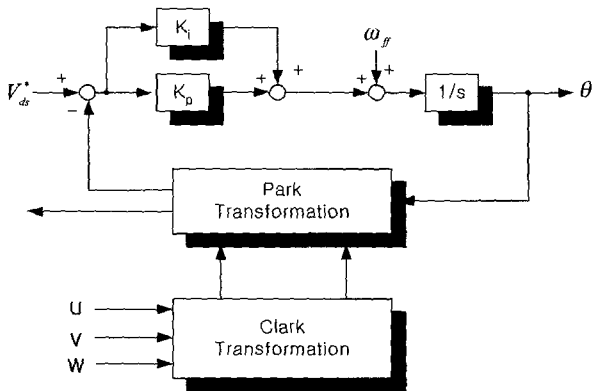 K_i
ω_ff
V*_ds
+
−
K_p
+
+
+
+
1/s
θ
Park
Transformation
U
V
W
Clark
Transformation